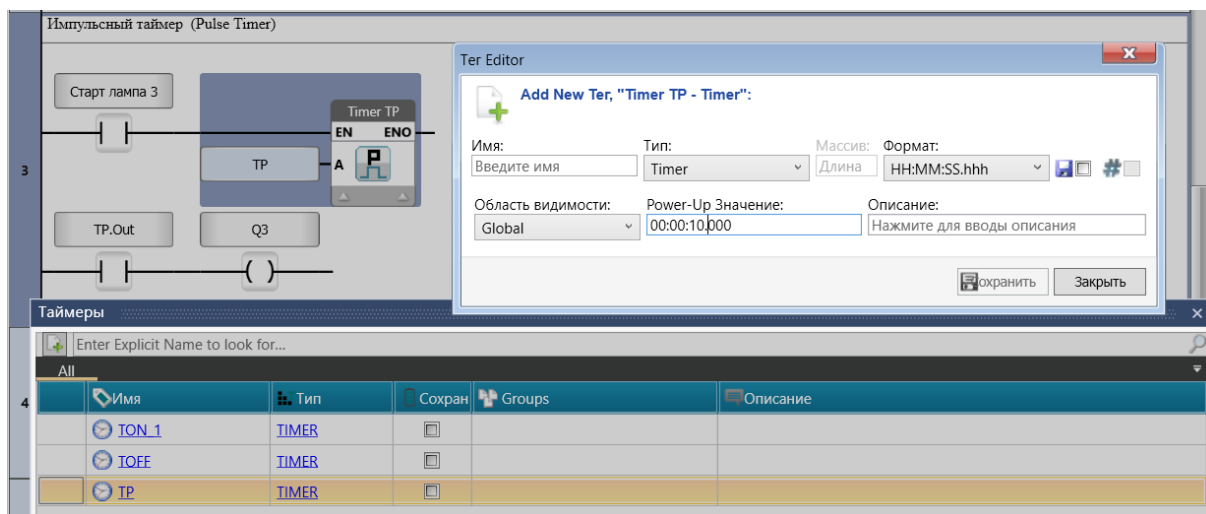 Импульсный таймер (Pulse Timer)
3
Старт лампа 3
Timer TP
EN ENO
TP
A
TP.Out
Q3
Ter Editor
Add New Ter, "Timer TP - Timer":
Имя: Тип: Массив: Формат:
Введите имя Timer Длина HH:MM:SS.hhh #
Область видимости: Power-Up Значение: Описание:
Global 00:00:10.000 Нажмите для вводы описания
охранить Закрыть
Таймеры
Enter Explicit Name to look for...
All
4
Имя Тип Сохран Groups Описание
TON_1 TIMER
TOFF TIMER
TP TIMER